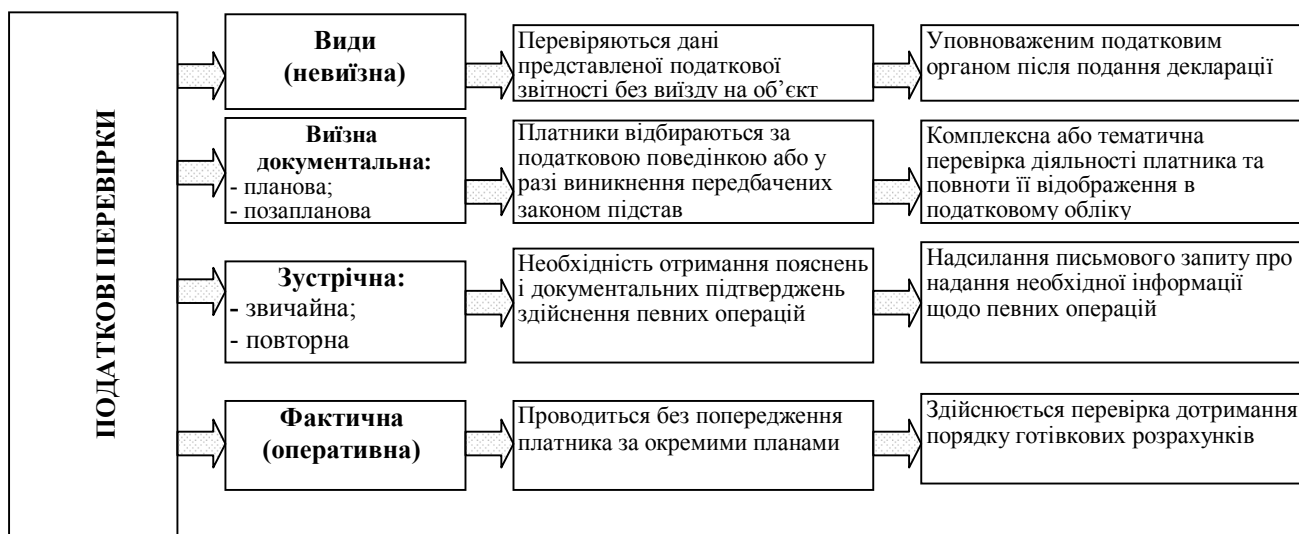 ПОДАТКОВІ ПЕРЕВІРКИ
Види
(невиїзна)
Перевіряються дані
представленої податкової
звітності без виїзду на об’єкт
Уповноваженим податковим
органом після подання декларації
Виїзна
документальна:
- планова;
- позапланова
Платники відбираються за
податковою поведінкою або у
разі виникнення передбачених
законом підстав
Комплексна або тематична
перевірка діяльності платника та
повноти її відображення в
податковому обліку
Зустрічна:
- звичайна;
- повторна
Необхідність отримання пояснень
і документальних підтверджень
здійснення певних операцій
Надсилання письмового запиту про
надання необхідної інформації
щодо певних операцій
Фактична
(оперативна)
Проводиться без попередження
платника за окремими планами
Здійснюється перевірка дотримання
порядку готівкових розрахунків